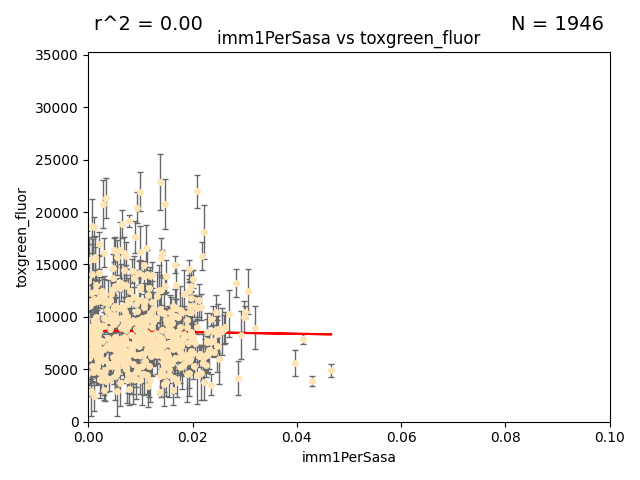 r^2 = 0.00
N = 1946
imm1PerSasa vs toxgreen_fluor
35000
30000
25000
20000
15000
10000
5000
0
toxgreen_fluor
0.00
0.02
0.04
0.06
0.08
0.10
imm1PerSasa